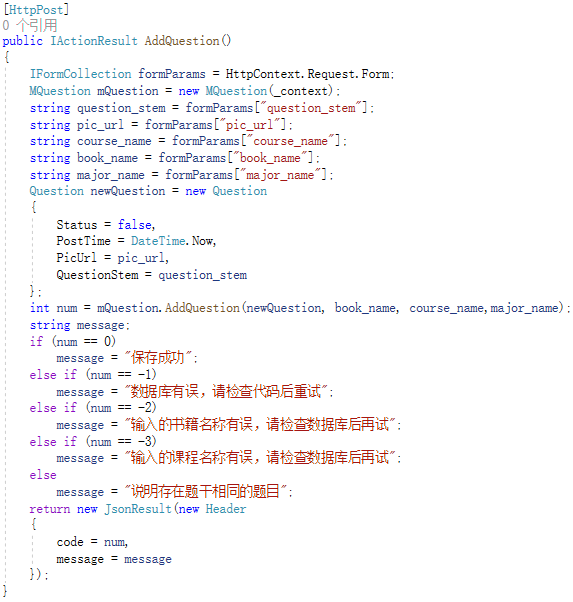 [HttpPost]
0 个引用
public IActionResult AddQuestion()
{
IFormCollection formParams = HttpContext.Request.Form;
MQuestion mQuestion = new MQuestion(_context);
string question_stem = formParams["question_stem"];
string pic_url = formParams["pic_url"];
string course_name = formParams["course_name"];
string book_name = formParams["book_name"];
string major_name = formParams["major_name"];
Question newQuestion = new Question
{
Status = false,
PostTime = DateTime.Now,
PicUrl = pic_url,
QuestionStem = question_stem
};
int num = mQuestion.AddQuestion(newQuestion, book_name, course_name,major_name);
string message;
if (num == 0)
message = "保存成功";
else if (num == -1)
message = "数据库有误，请检查代码后重试";
else if (num == -2)
message = "输入的书籍名称有误，请检查数据库后再试";
else if (num == -3)
message = "输入的课程名称有误，请检查数据库后再试";
else
message = "说明存在题干相同的题目";
return new JsonResult(new Header
{
code = num,
message = message
});
}